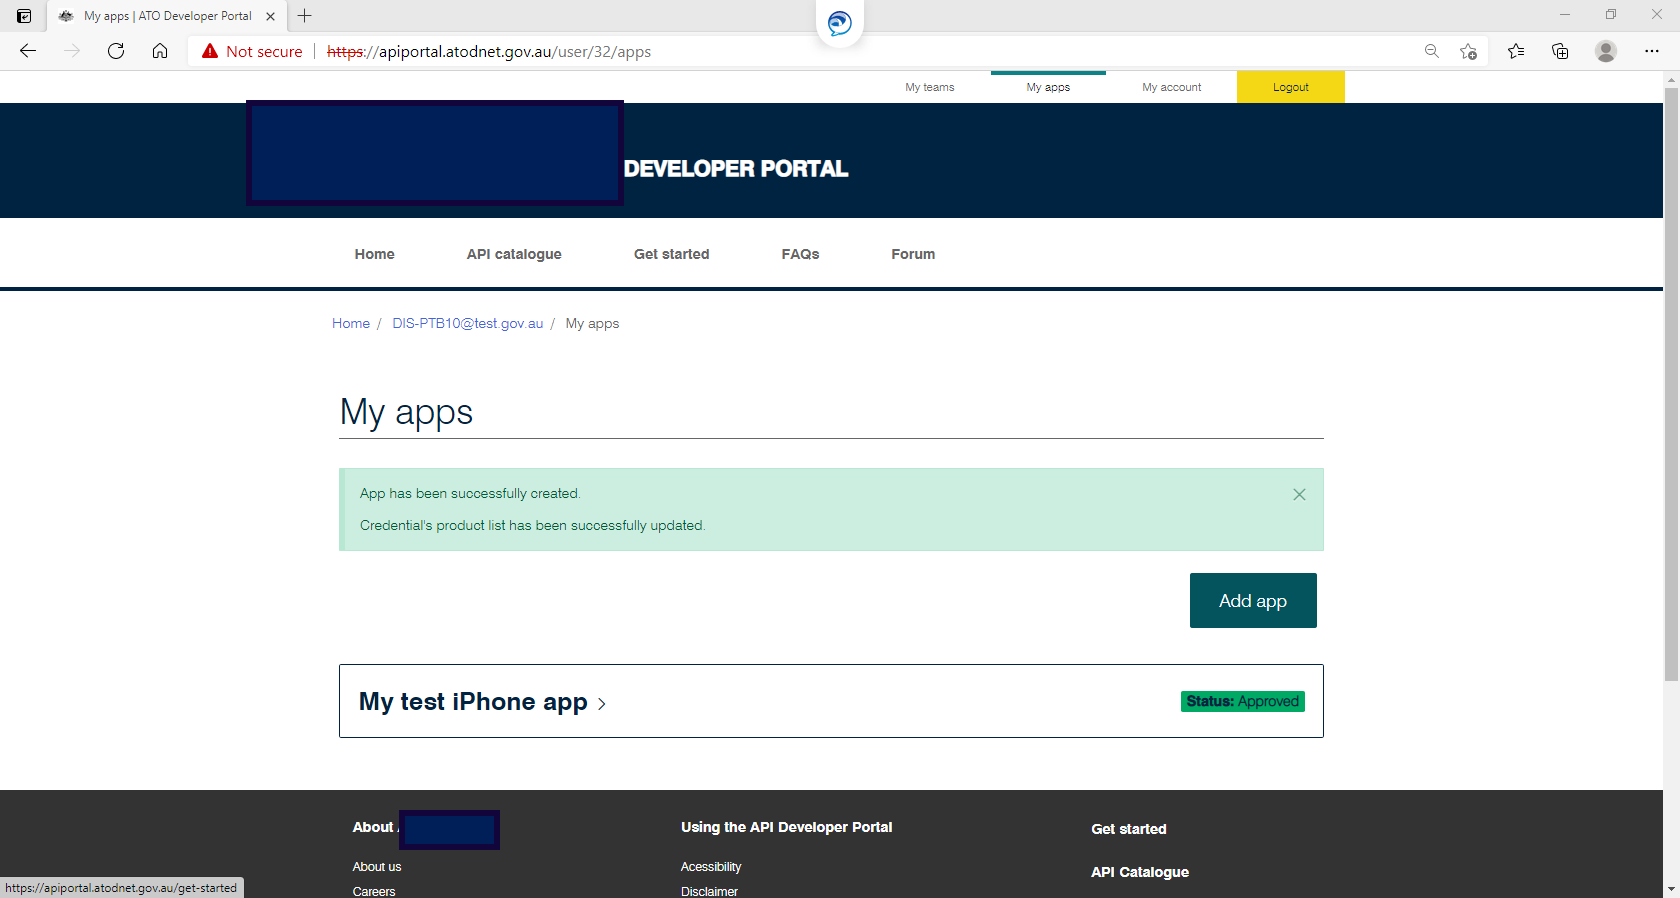 My apps | ATO Developer Portal
Not secure
https://apiportal.atodnet.gov.au/user/32/apps
My teams
My apps
My account
Logout
DEVELOPER PORTAL
Home
API catalogue
Get started
FAQs
Forum
Home / DIS-PTB10@test.gov.au / My apps
My apps
App has been successfully created.
Credential's product list has been successfully updated.
Add app
My test iPhone app
Status: Approved
About
Using the API Developer Portal
Get started
About us
Acessibility
API Catalogue
Careers
Disclaimer
https://apiportal.atodnet.gov.au/get-started